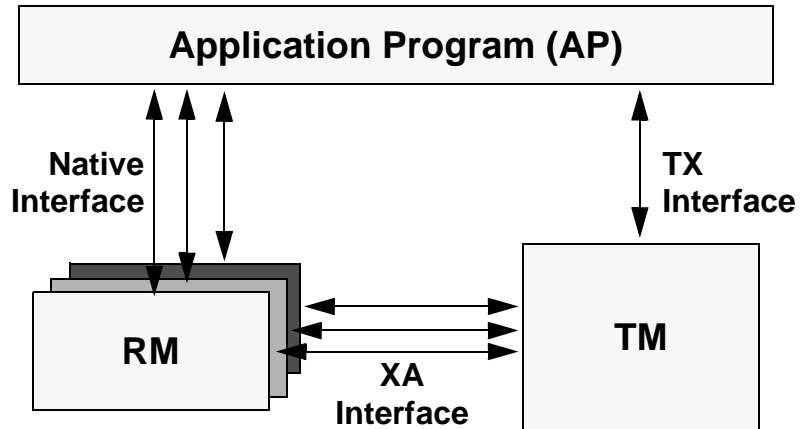 Application Program (AP)
Native
Interface
TX
Interface
RM
TM
XA
Interface